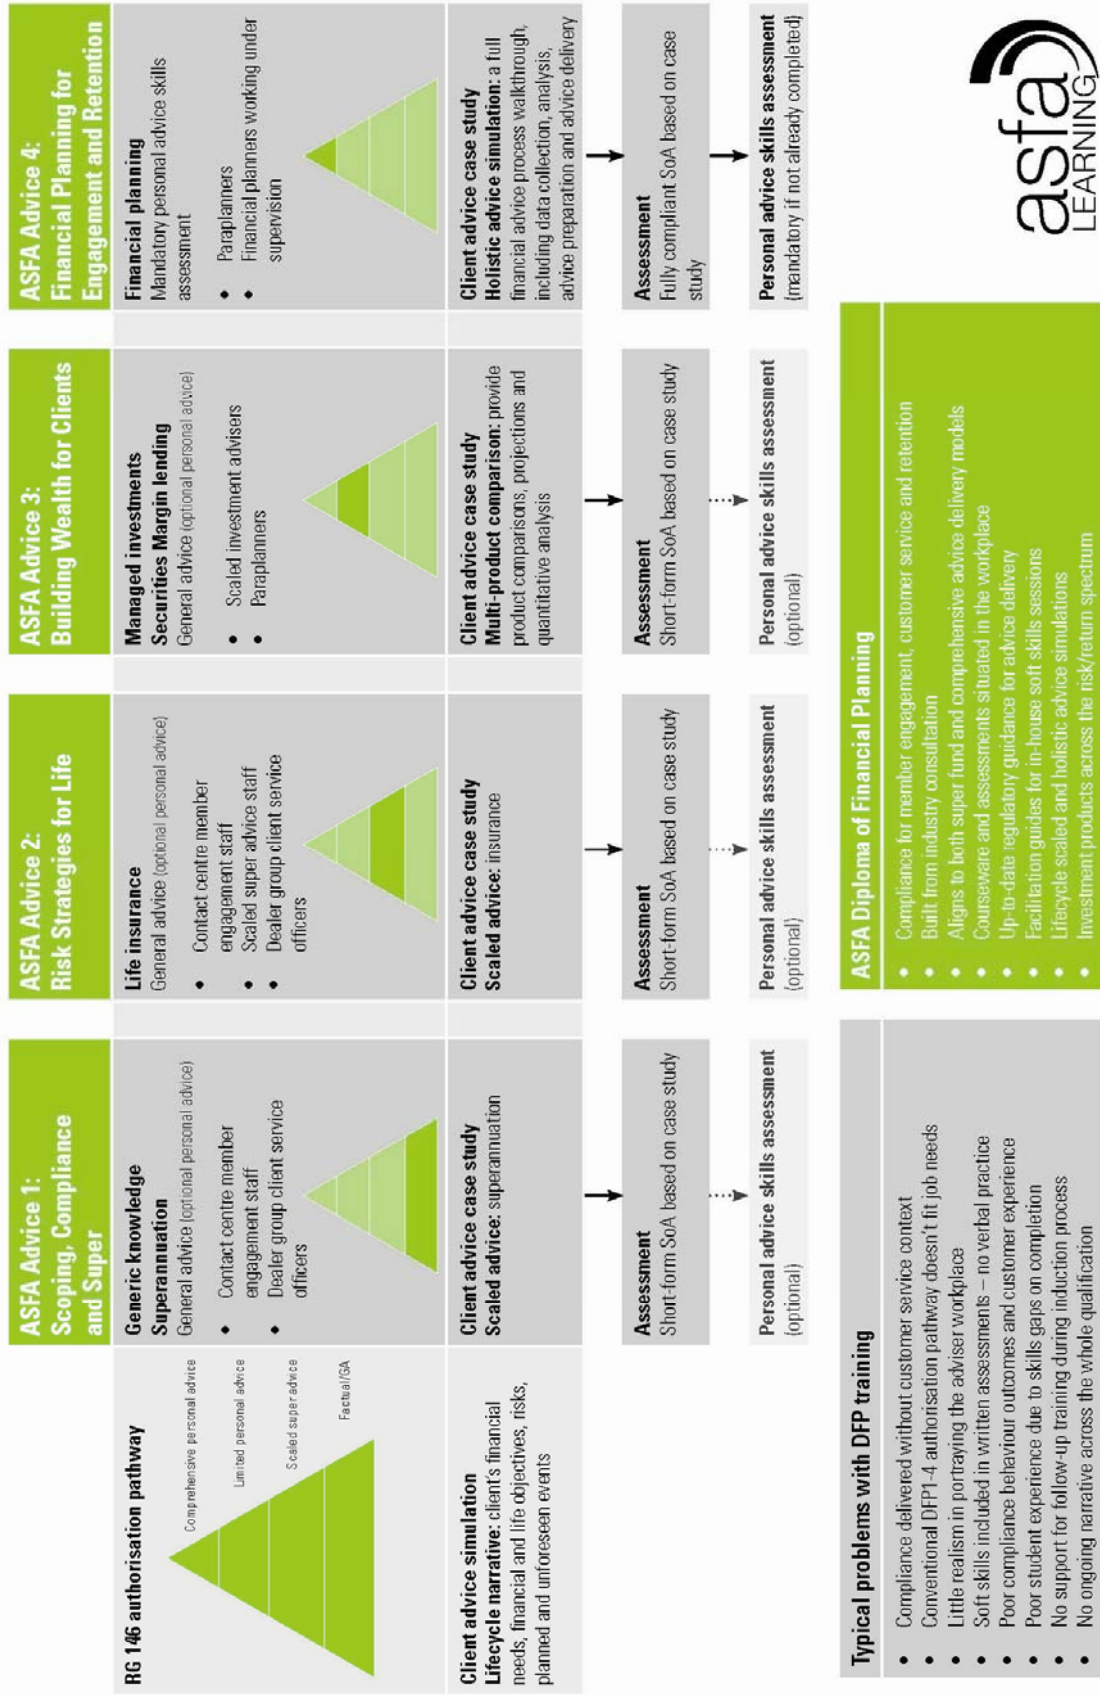 ASFA Advice 1:
Scoping, Compliance
and Super
ASFA Advice 2:
Risk Strategies for Life
ASFA Advice 3:
Building Wealth for Clients
ASFA Advice 4:
Financial Planning for
Engagement and Retention
RG 146 authorisation pathway
Comprehensive personal advice
Limited personal advice
Scaled super advice
Factual/GA
Generic knowledge
Superannuation
General advice (optional personal advice)
• Contact centre member
engagement staff
• Dealer group client service
officers
Life insurance
General advice (optional personal advice)
• Contact centre member
engagement staff
• Scaled super advice staff
• Dealer group client service
officers
Managed investments
Securities Margin lending
General advice (optional personal advice)
• Scaled investment advisers
• Paraplanners
Financial planning
Mandatory personal advice skills
assessment
• Paraplanners
• Financial planners working under
supervision
Client advice simulation
Lifecycle narrative: client's financial
needs, financial and life objectives, risks,
planned and unforeseen events
Client advice case study
Scaled advice: superannuation
Client advice case study
Scaled advice: insurance
Client advice case study
Multi-product comparison: provide
product comparisons, projections and
quantitative analysis
Client advice case study
Holistic advice simulation: a full
financial advice process walkthrough,
including data collection, analysis,
advice preparation and advice delivery
Assessment
Short-form SoA based on case study
Assessment
Short-form SoA based on case study
Assessment
Short-form SoA based on case study
Assessment
Fully compliant SoA based on case
study
Personal advice skills assessment
(optional)
Personal advice skills assessment
(optional)
Personal advice skills assessment
(optional)
Personal advice skills assessment
(mandatory if not already completed)
Typical problems with DFP training
• Compliance delivered without customer service context
• Conventional DFP1-4 authorisation pathway doesn't fit job needs
• Little realism in portraying the adviser workplace
• Soft skills included in written assessments – no verbal practice
• Poor compliance behaviour outcomes and customer experience
• Poor student experience due to skills gaps on completion
• No support for follow-up training during induction process
• No ongoing narrative across the whole qualification
ASFA Diploma of Financial Planning
• Compliance for member engagement, customer service and retention
• Built from industry consultation
• Aligns to both super fund and comprehensive advice delivery models
• Courseware and assessments situated in the workplace
• Up-to-date regulatory guidance for advice delivery
• Facilitation guides for in-house soft skills sessions
• Lifecycle scaled and holistic advice simulations
• Investment products across the risk/return spectrum
asfa
LEARNING